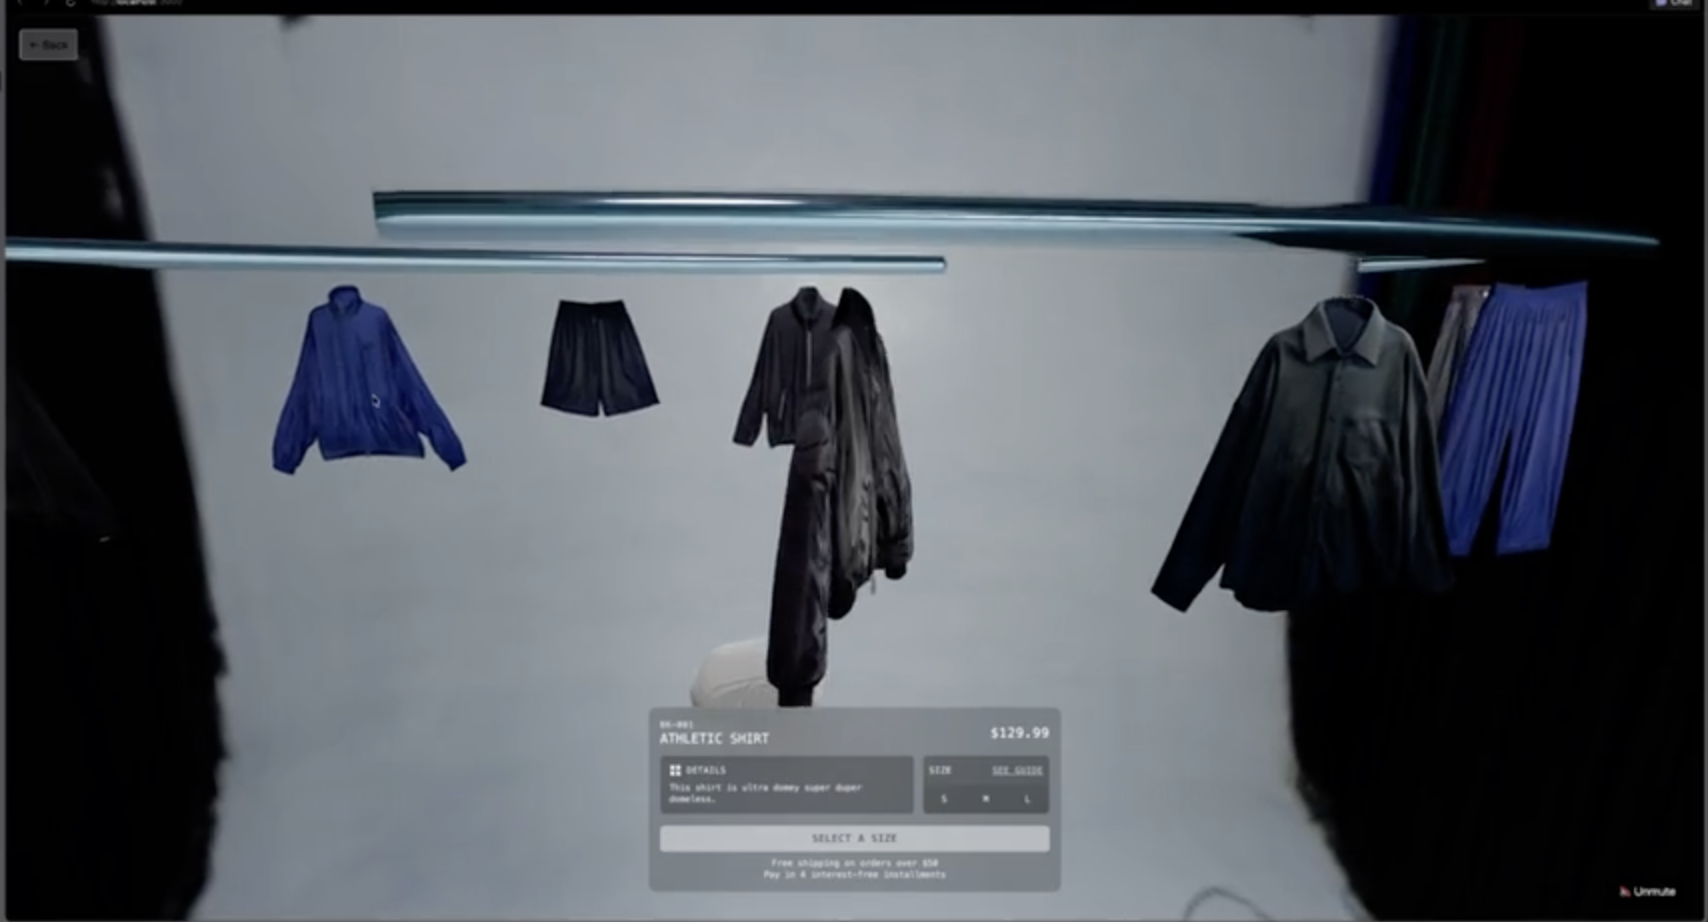 ← Back
ATHLETIC SHIRT
$129.99
DETAILS
This shirt is ultra domey super duper
domeless.
SIZE
SEE GUIDE
S
M
L
SELECT A SIZE
Free shipping on orders over $50
Pay in 4 interest-free installments
Unmute